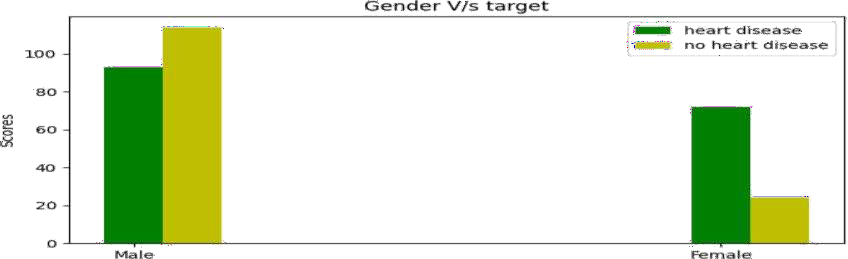 Gender V/s target
heart disease
no heart disease
Scores
100
80
60
40
20
0
Male
Female